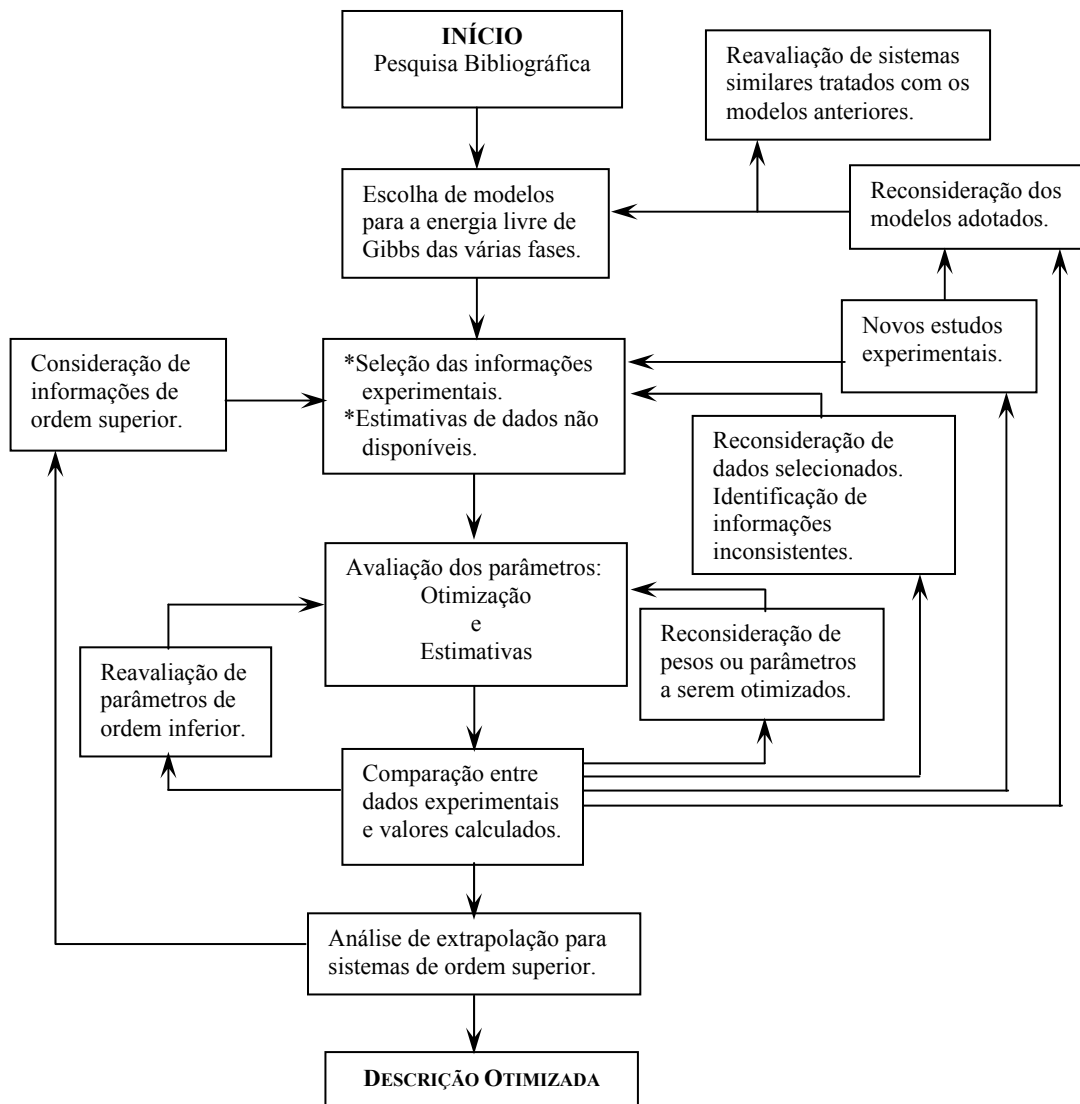 INÍCIO
Pesquisa Bibliográfica
Reavaliação de sistemas
similares tratados com os
modelos anteriores.
Escolha de modelos
para a energia livre de
Gibbs das várias fases.
Reconsideração dos
modelos adotados.
Novos estudos
experimentais.
Consideração de
informações de
ordem superior.
*Seleção das informações
experimentais.
*Estimativas de dados não
disponíveis.
Reconsideração de
dados selecionados.
Identificação de
informações
inconsistentes.
Avaliação dos parâmetros:
Otimização
e
Estimativas
Reconsideração de
pesos ou parâmetros
a serem otimizados.
Reavaliação de
parâmetros de
ordem inferior.
Comparação entre
dados experimentais
e valores calculados.
Análise de extrapolação para
sistemas de ordem superior.
DESCRIÇÃO OTIMIZADA